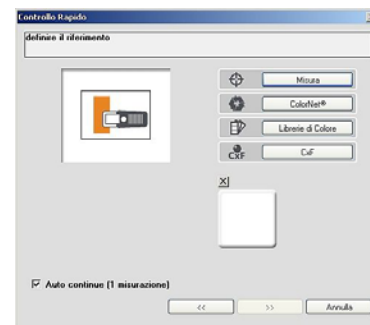 Controllo Rapido
definire il riferimento
Misura
ColorNet®
Librerie di Colore
CxF
CxF
X|
Auto continue (1 misurazione)
<<
>>
Annulla